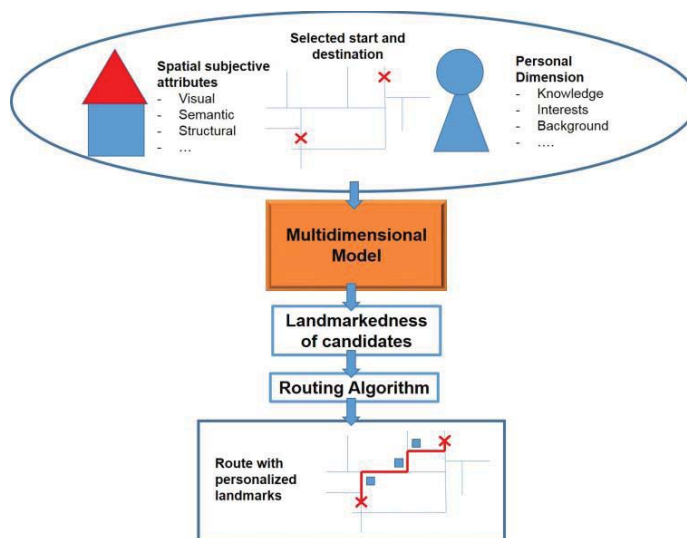 Selected start and
destination
Spatial subjective
attributes
- Visual
- Semantic
- Structural
- ...
Personal
Dimension
- Knowledge
- Interests
- Background
- ....
Multidimensional
Model
Landmarkedness
of candidates
Routing Algorithm
Route with
personalized
landmarks